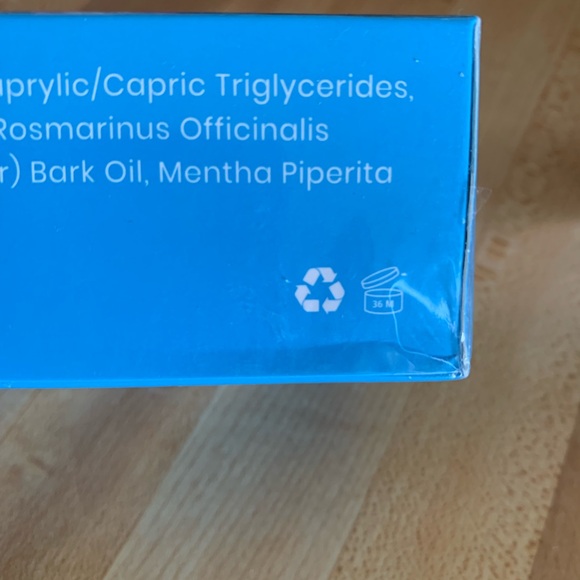 aprylic/Capric Triglycerides,
Rosmarinus Officinalis
r) Bark Oil, Mentha Piperita
36 M